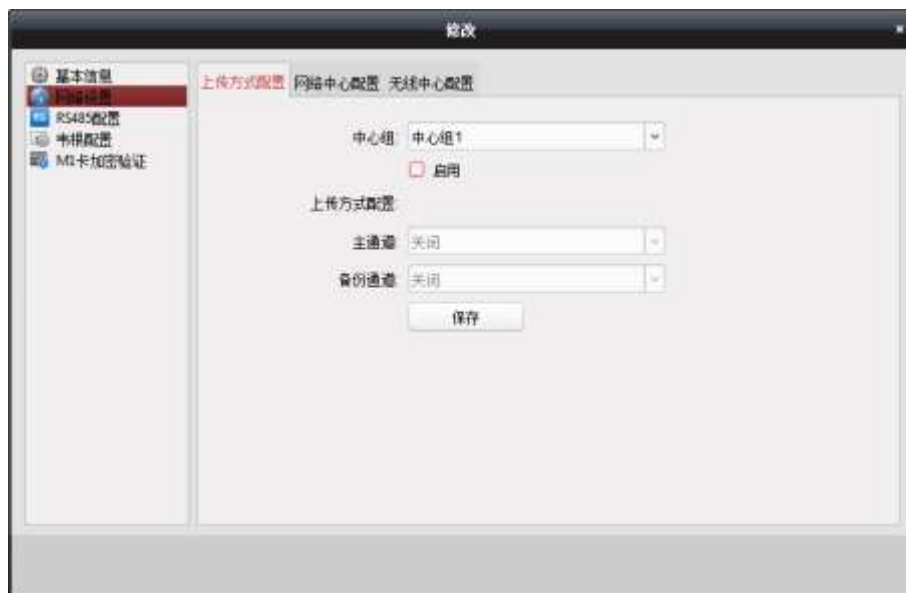 修改
基本信息
网络设置
RS485配置
韦根配置
M1卡加密验证
上传方式配置 网络中心配置 无线中心配置
中心组 中心组1
启用
上传方式配置
主通道 关闭
备份通道 关闭
保存